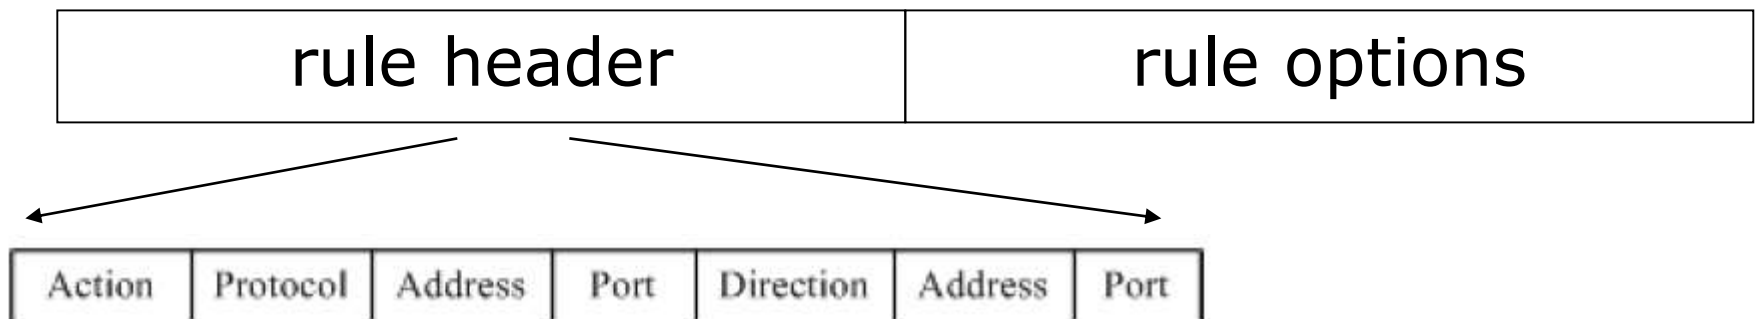 rule header rule options
Action Protocol Address Port Direction Address Port